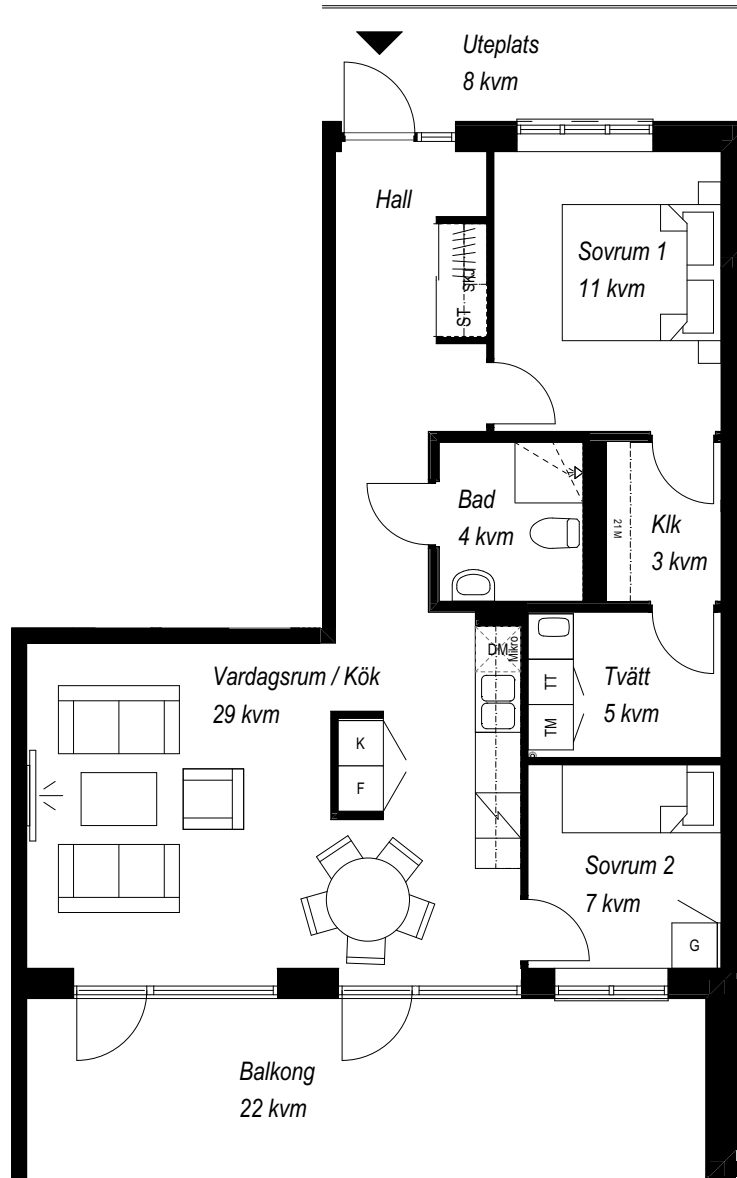 Uteplats
8 kvm
Hall
Sovrum 1
11 kvm
SKJ
ST
Bad
4 kvm
21 M
Klk
3 kvm
DM
Mikro
Vardagsrum / Kök
29 kvm
TT
TM
Tvätt
5 kvm
K
F
Sovrum 2
7 kvm
G
Balkong
22 kvm